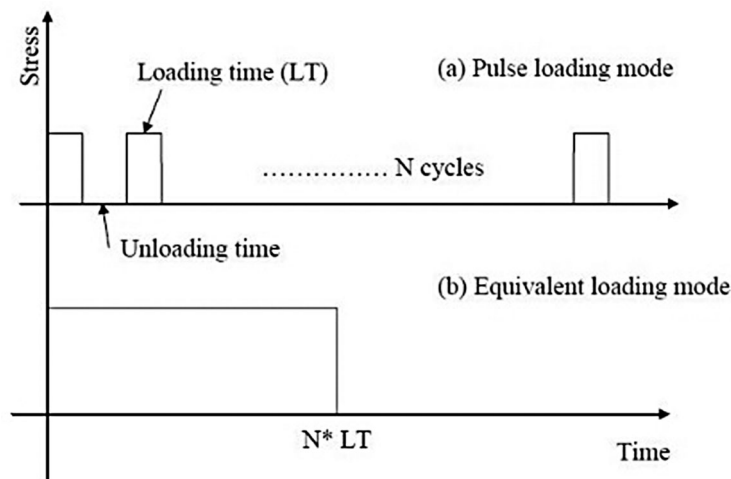 Stress
Loading time (LT)
(a) Pulse loading mode
............... N cycles
Unloading time
(b) Equivalent loading mode
N* LT
Time